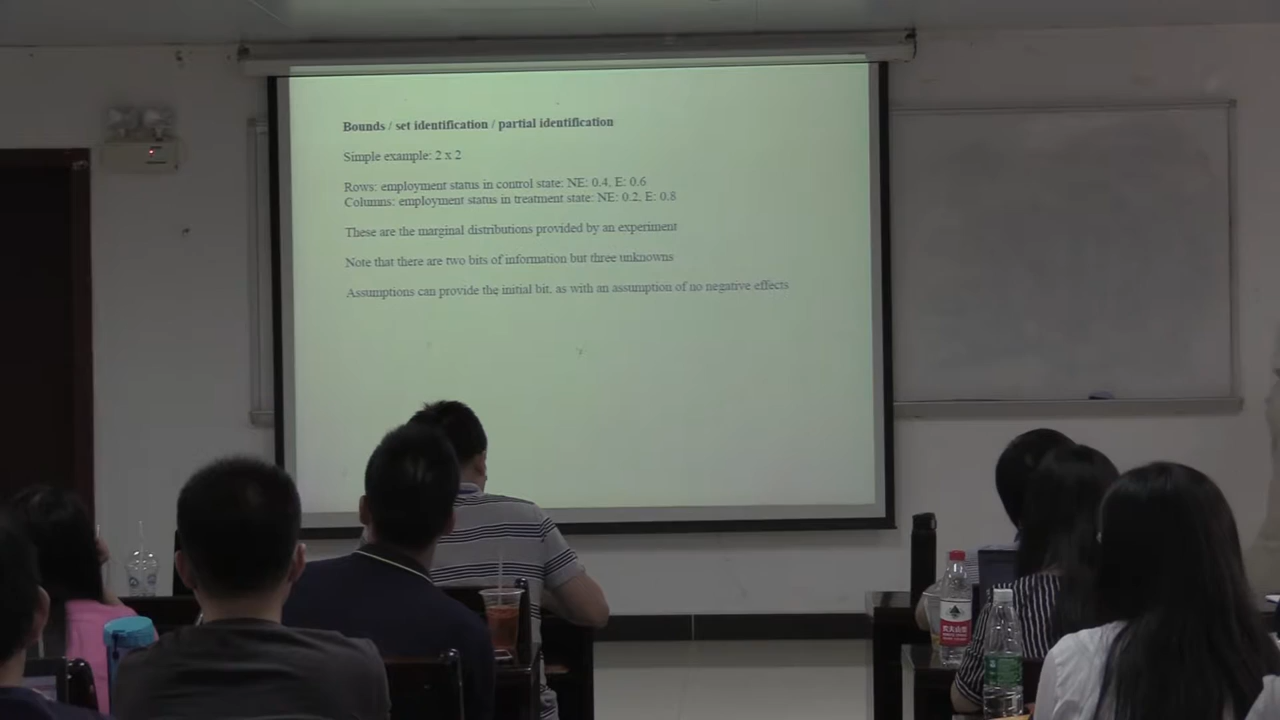 Bounds / set identification / partial identification
Simple example: 2 x 2
Rows: employment status in control state: NE: 0.4, E: 0.6
Columns: employment status in treatment state: NE: 0.2, E: 0.8
These are the marginal distributions provided by an experiment
Note that there are two bits of information but three unknowns
Assumptions can provide the initial bit, as with an assumption of no negative effects